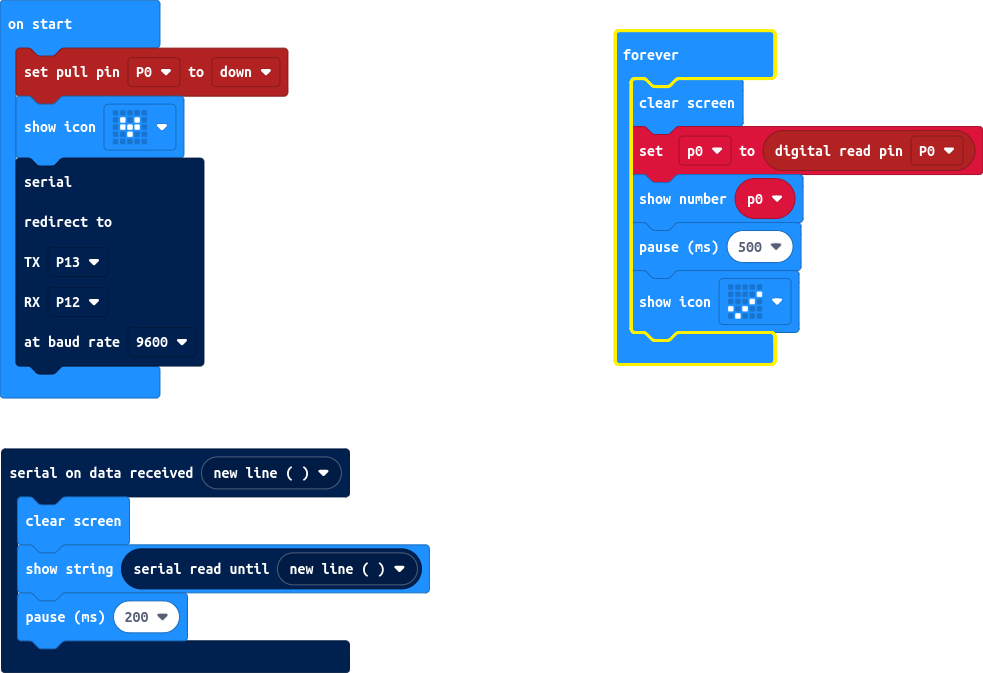 on start
set pull pin P0 to down
show icon
serial
redirect to
TX P13
RX P12
at baud rate 9600
forever
clear screen
set p0 to digital read pin P0
show number p0
pause (ms) 500
show icon
serial on data received new line ( )
clear screen
show string serial read until new line ( )
pause (ms) 200